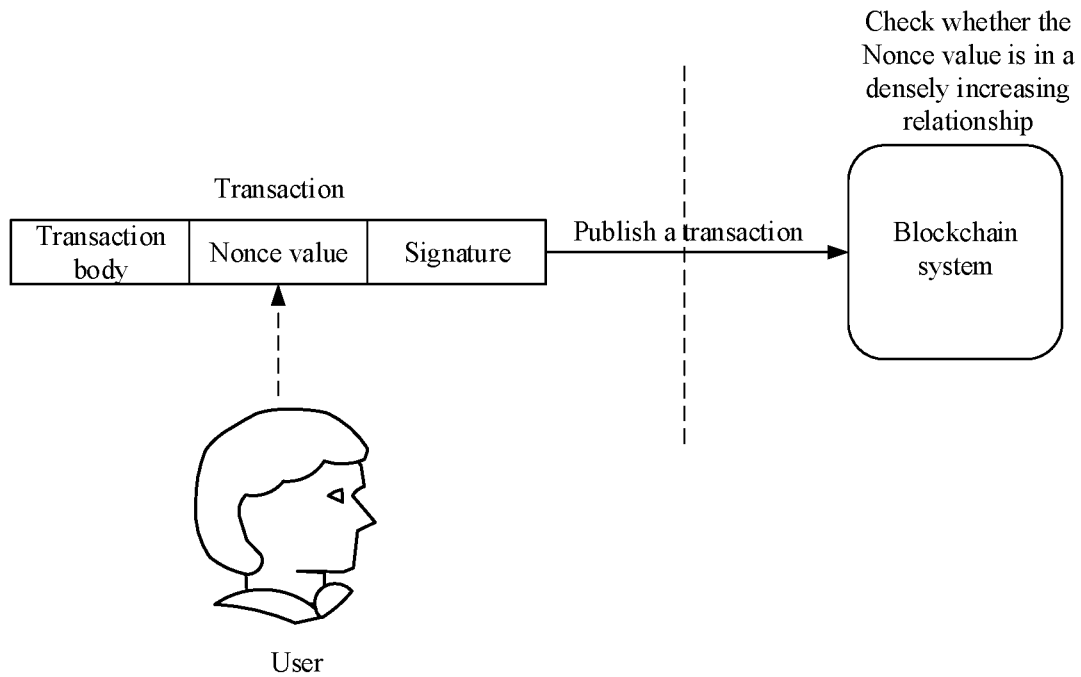 Check whether the
Nonce value is in a
densely increasing
relationship
Transaction
Transaction
body
Nonce value
Signature
Publish a transaction
Blockchain
system
User